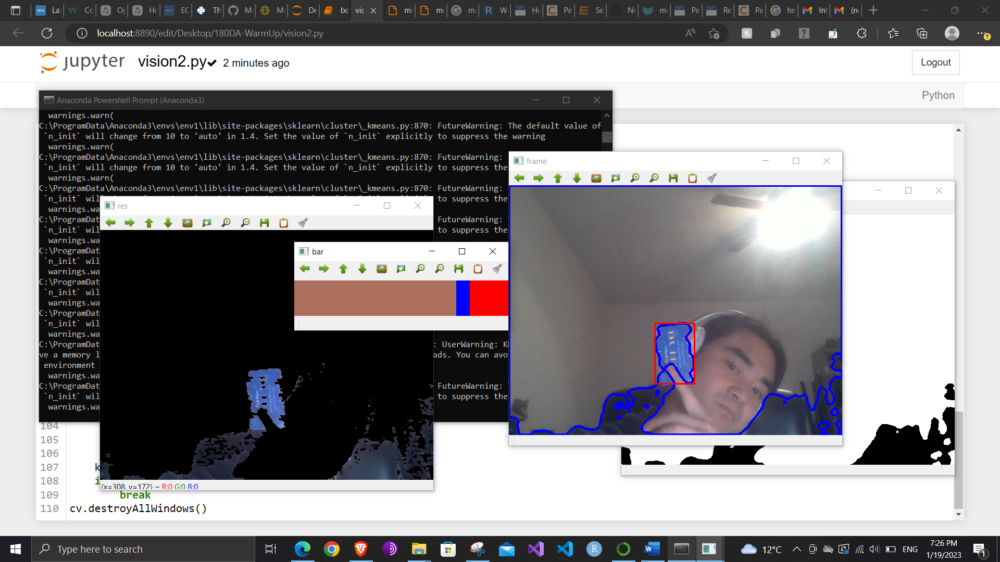 La
Co
Op
Ho
UCLA EC
Th
M
M
De
bo
vis
m
m
m
W
Ho
Pa
Se
Ne
m
Pa
Re
Pa
hs
Inl
(n
localhost:8890/edit/Desktop/180DA-WarmUp/vision2.py
jupyter vision2.py 2 minutes ago
Logout
Python
Anaconda Powershell Prompt (Anaconda3)
warnings.warn(
C:\ProgramData\Anaconda3\envs\env1\lib\site-packages\sklearn\cluster\_kmeans.py:870: FutureWarning: The default value of
`n_init` will change from 10 to 'auto' in 1.4. Set the value of `n_init` explicitly to suppress the warning
warnings.warn(
C:\ProgramData\Anaconda3\envs\env1\lib\site-packages\sklearn\cluster\_kmeans.py:870: FutureWarning:
`n_init` will change from 10 to 'auto' in 1.4. Set the value of `n_init` explicitly to suppress the
warnings.warn(
C:\ProgramData\Anaconda3\envs\env1\lib\site-packages\sklearn\cluster\_kmeans.py:870: FutureWarning:
`n_init` wil to suppress the
warnings.wa
C:\ProgramDat FutureWarning:
`n_init` wil to suppress the
warnings.wa
C:\ProgramDat
`n_init` wil
warnings.wa
C:\ProgramDat
`n_init` wil
warnings.wa
C:\ProgramDat
`n_init` wil
warnings.wa
C:\ProgramDat : UserWarning: K
ve a memory l ads. You can avo
environment
warnings.wa
C:\ProgramDat FutureWarning:
`n_init` wil to suppress the
warnings.wa
frame
res
bar
(x=308, y=172) ~ R:0 G:0 B:0
104
105
106
107 k
108 i
109 break
110 cv.destroyAllWindows()
Type here to search
12°C
ENG
7:26 PM
1/19/2023
1